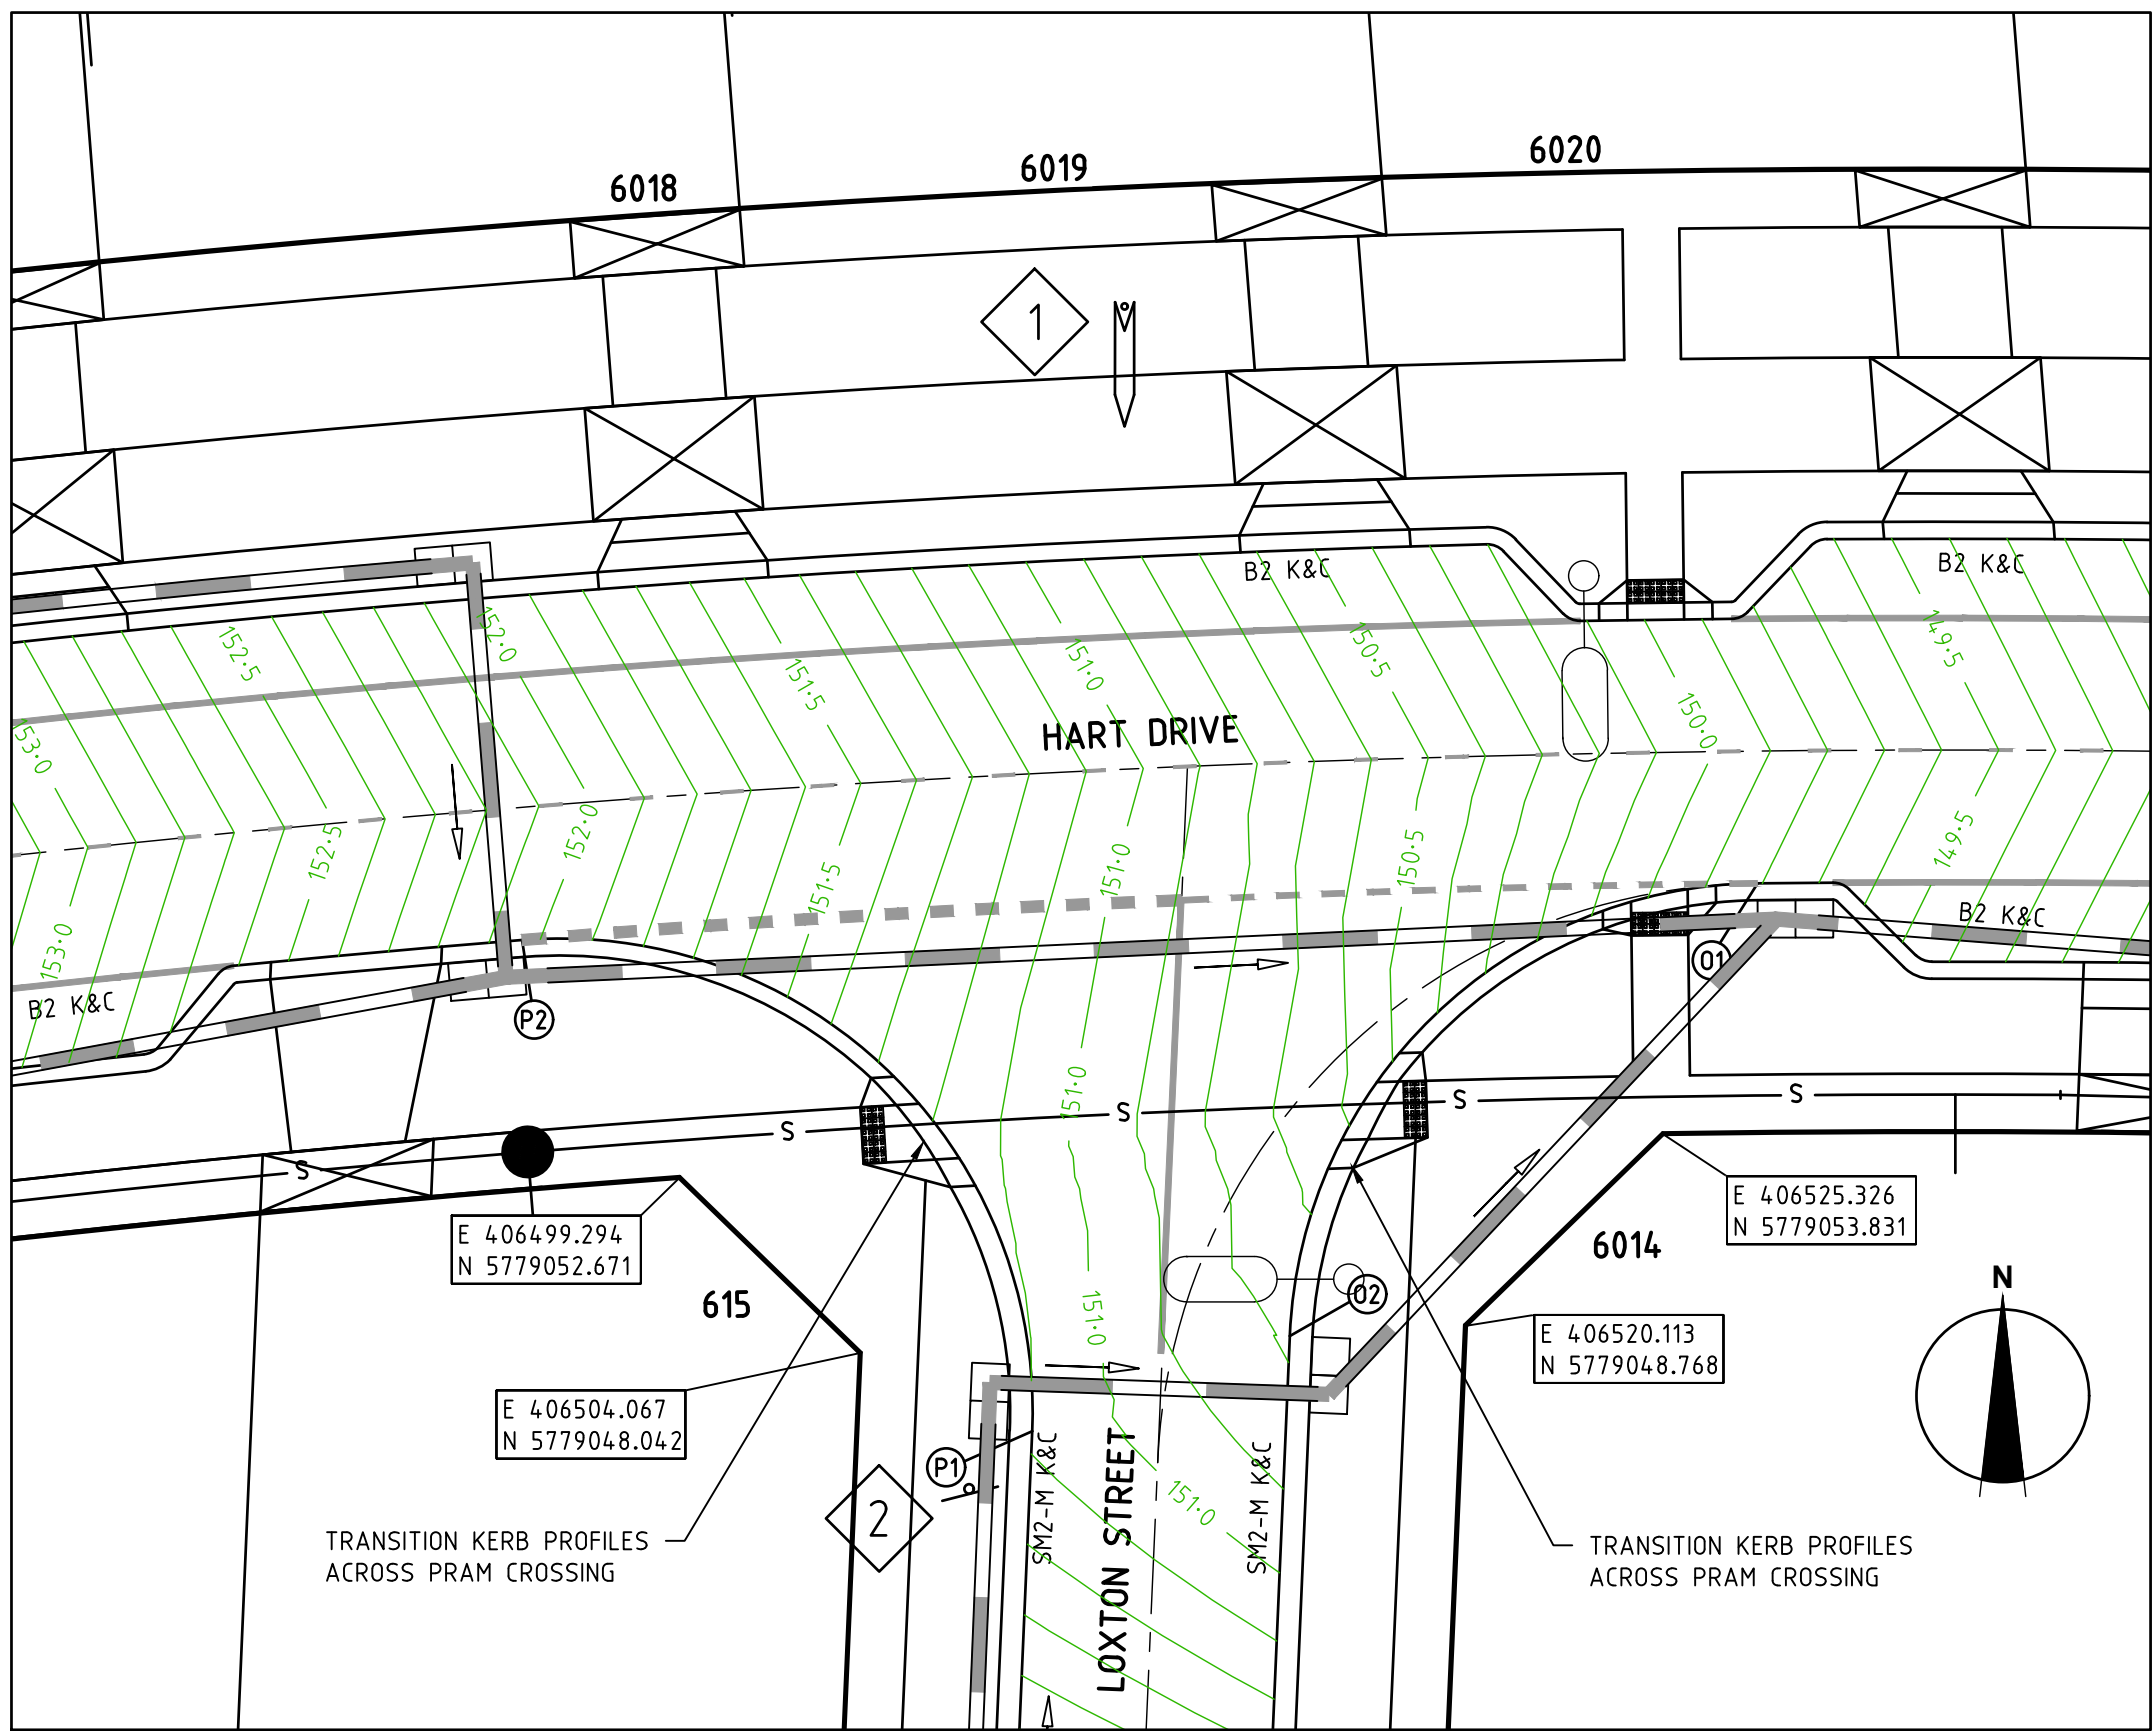 6018
6019
6020
1
B2 K&C
B2 K&C
152·5
152·0
151·5
151·0
150·5
150·0
149·5
153·0
HART DRIVE
152·5
152·0
151·5
151·0
150·5
149·5
153·0
B2 K&C
B2 K&C
P2
O1
S
S
S
S
S
151·0
E 406499.294
N 5779052.671
E 406525.326
N 5779053.831
615
6014
N
151·0
O2
E 406520.113
N 5779048.768
E 406504.067
N 5779048.042
P1
2
151·0
SM2-M K&C
LOXTON STREET
SM2-M K&C
TRANSITION KERB PROFILES
ACROSS PRAM CROSSING
TRANSITION KERB PROFILES
ACROSS PRAM CROSSING